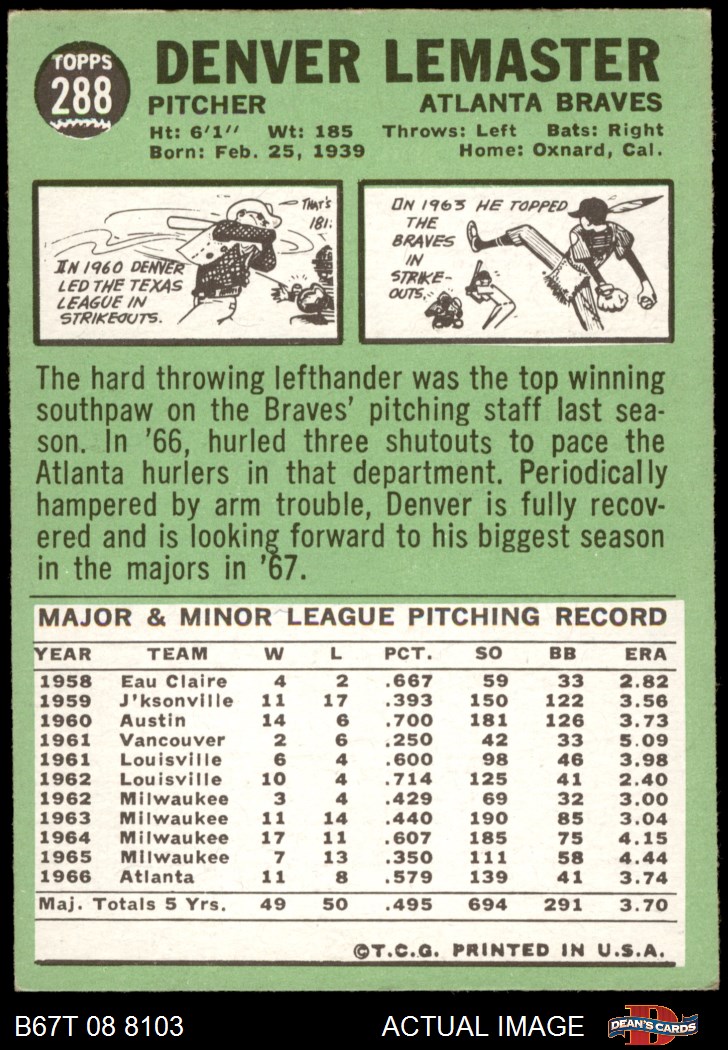 TOPPS
288
DENVER LEMASTER
PITCHER ATLANTA BRAVES
Ht: 6'1" Wt: 185 Throws: Left Bats: Right
Born: Feb. 25, 1939 Home: Oxnard, Cal.
THAT'S
181.
IN 1960 DENVER
LED THE TEXAS
LEAGUE IN
STRIKEOUTS.
ON 1963 HE TOPPED
THE
BRAVES
IN
STRIKE-
OUTS.
The hard throwing lefthander was the top winning
southpaw on the Braves' pitching staff last sea-
son. In '66, hurled three shutouts to pace the
Atlanta hurlers in that department. Periodically
hampered by arm trouble, Denver is fully recov-
ered and is looking forward to his biggest season
in the majors in '67.
MAJOR & MINOR LEAGUE PITCHING RECORD
YEAR TEAM W L PCT. SO BB ERA
1958 Eau Claire 4 2 .667 59 33 2.82
1959 J'ksonville 11 17 .393 150 122 3.56
1960 Austin 14 6 .700 181 126 3.73
1961 Vancouver 2 6 .250 42 33 5.09
1961 Louisville 6 4 .600 98 46 3.98
1962 Louisville 10 4 .714 125 41 2.40
1962 Milwaukee 3 4 .429 69 32 3.00
1963 Milwaukee 11 14 .440 190 85 3.04
1964 Milwaukee 17 11 .607 185 75 4.15
1965 Milwaukee 7 13 .350 111 58 4.44
1966 Atlanta 11 8 .579 139 41 3.74
Maj. Totals 5 Yrs. 49 50 .495 694 291 3.70
©T.C.G. PRINTED IN U.S.A.
B67T 08 8103 ACTUAL IMAGE DEAN'S CARDS